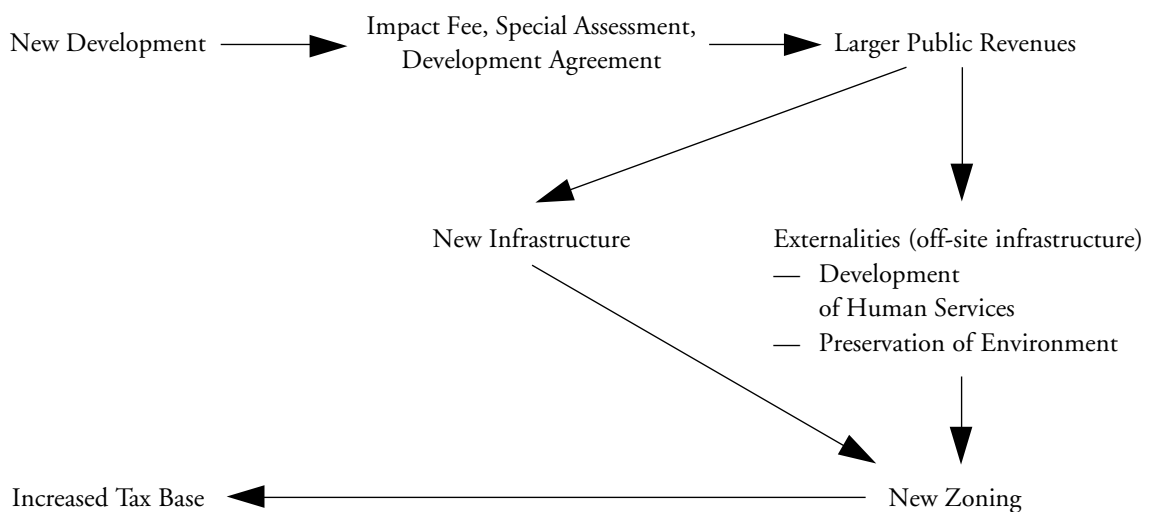 New Development
Impact Fee, Special Assessment,
Development Agreement
Larger Public Revenues
New Infrastructure
Externalities (off-site infrastructure)
— Development
of Human Services
— Preservation of Environment
Increased Tax Base
New Zoning